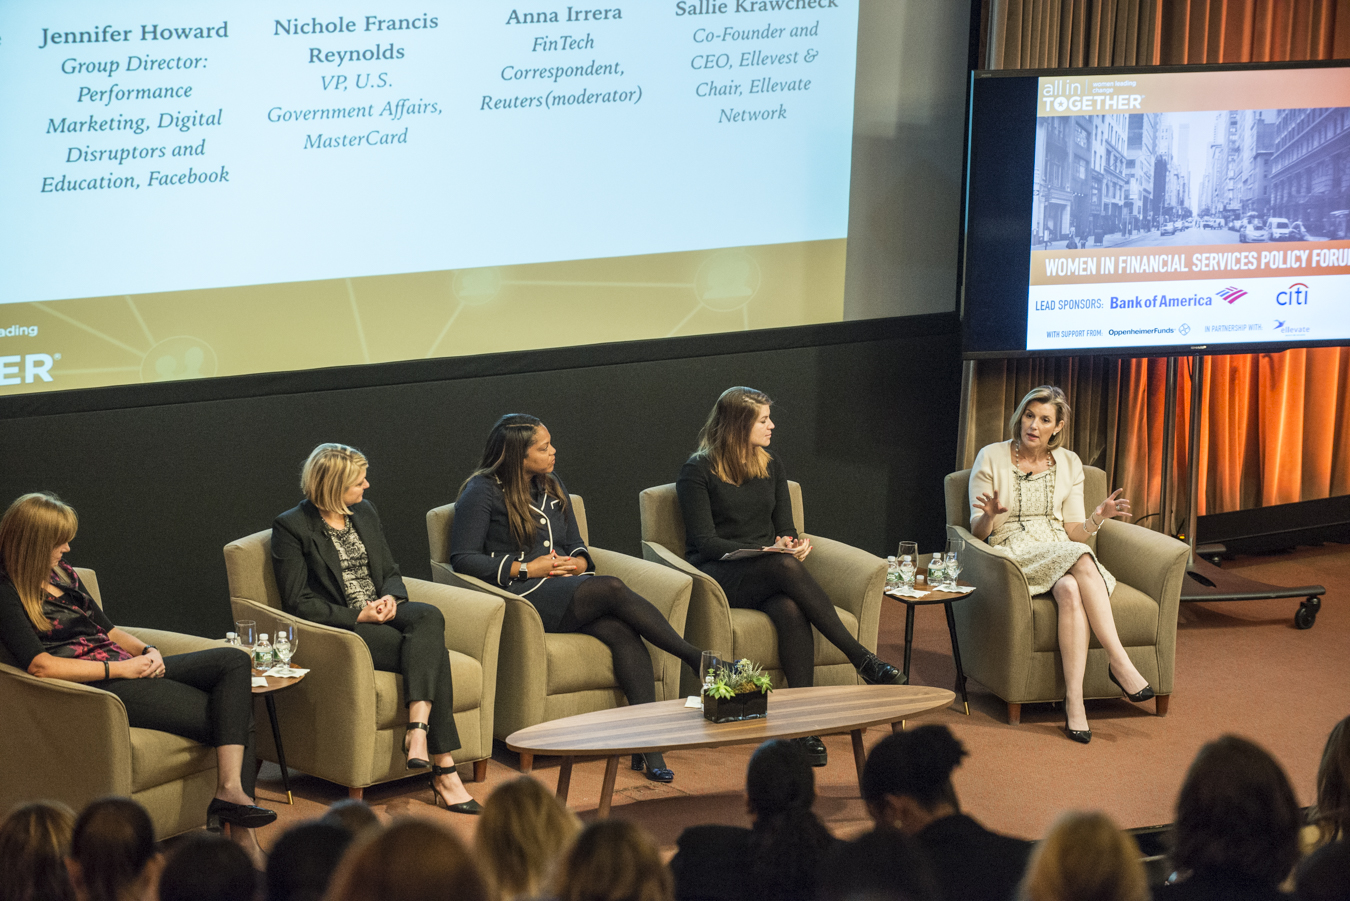 Jennifer Howard
Group Director:
Performance
Marketing, Digital
Disruptors and
Education, Facebook
Nichole Francis
Reynolds
VP, U.S.
Government Affairs,
MasterCard
Anna Irrera
FinTech
Correspondent,
Reuters(moderator)
Sallie Krawcheck
Co-Founder and
CEO, Ellevest &
Chair, Ellevate
Network
ading
ER®
all in
women leading
change
TOGETHER
WOMEN IN FINANCIAL SERVICES POLICY FORU
LEAD SPONSORS: Bank of America citi
WITH SUPPORT FROM: OppenheimerFunds IN PARTNERSHIP WITH: ellevate